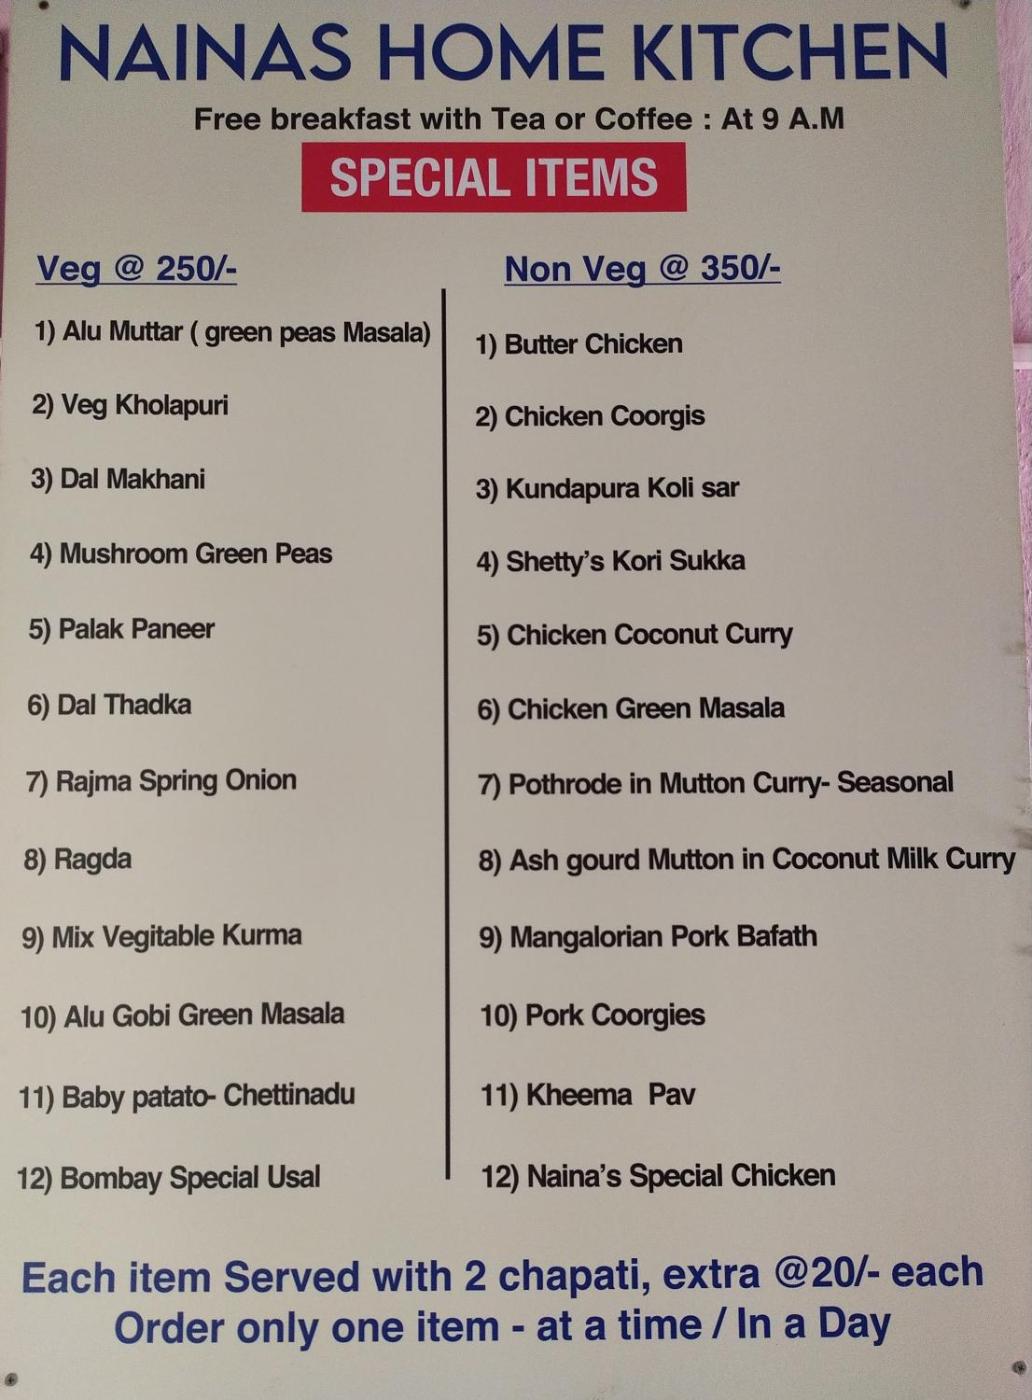 NAINAS HOME KITCHEN
Free breakfast with Tea or Coffee : At 9 A.M
SPECIAL ITEMS
Veg @ 250/-
1) Alu Muttar ( green peas Masala)
2) Veg Kholapuri
3) Dal Makhani
4) Mushroom Green Peas
5) Palak Paneer
6) Dal Thadka
7) Rajma Spring Onion
8) Ragda
9) Mix Vegitable Kurma
10) Alu Gobi Green Masala
11) Baby patato- Chettinadu
12) Bombay Special Usal
Non Veg @ 350/-
1) Butter Chicken
2) Chicken Coorgis
3) Kundapura Koli sar
4) Shetty’s Kori Sukka
5) Chicken Coconut Curry
6) Chicken Green Masala
7) Pothrode in Mutton Curry- Seasonal
8) Ash gourd Mutton in Coconut Milk Curry
9) Mangalorian Pork Bafath
10) Pork Coorgies
11) Kheema  Pav
12) Naina’s Special Chicken
Each item Served with 2 chapati, extra @20/- each
Order only one item - at a time / In a Day